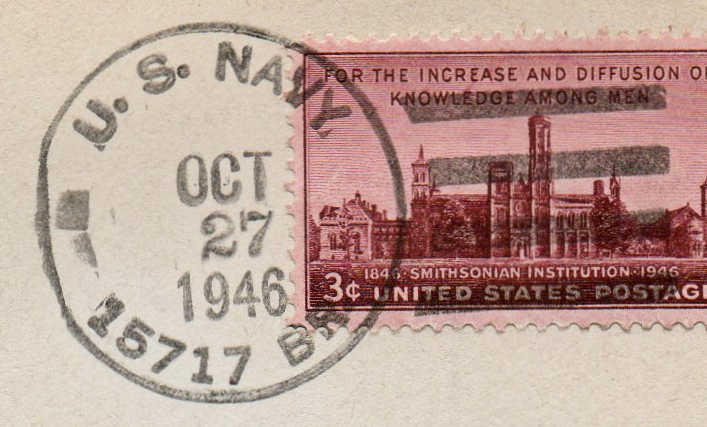 U. S. NAVY
OCT
27
1946
15717 BR
FOR THE INCREASE AND DIFFUSION O
KNOWLEDGE AMONG MEN
1846·SMITHSONIAN INSTITUTION·1946
3¢ UNITED STATES POSTAGE